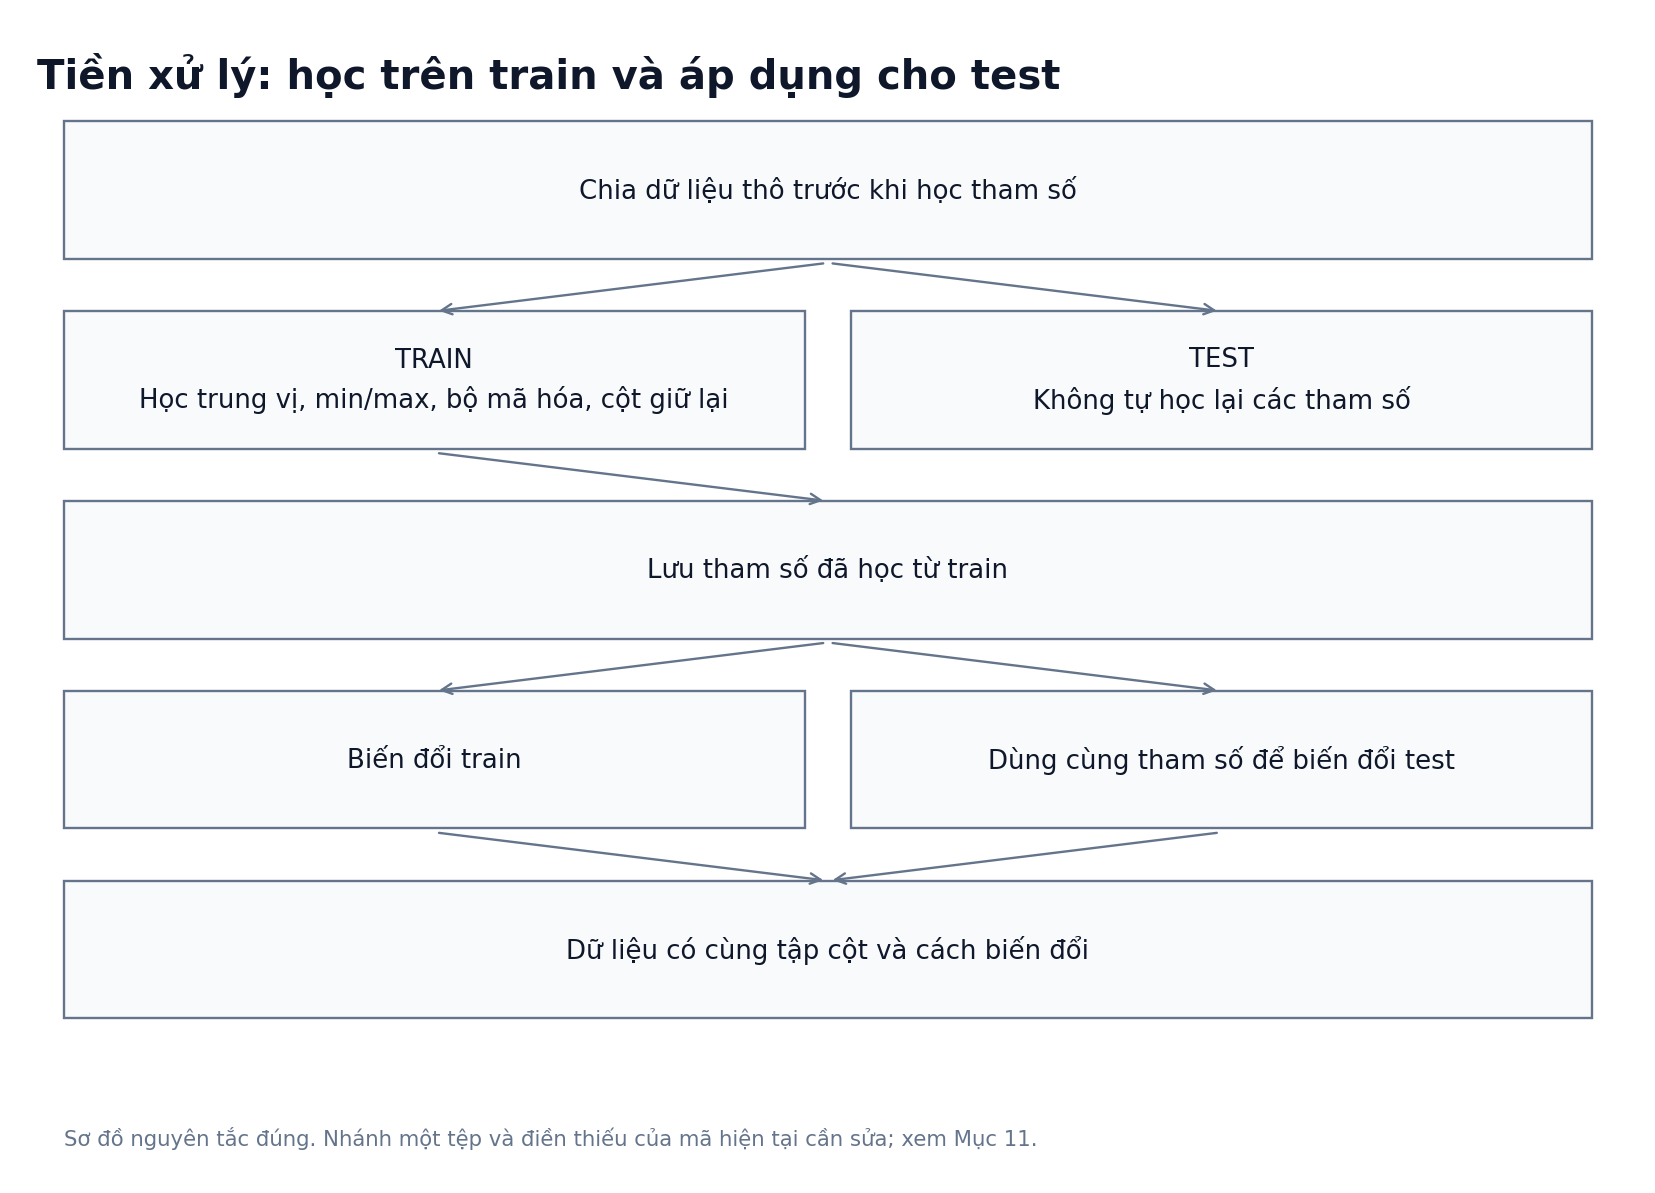 Tiền xử lý: học trên train và áp dụng cho test
Chia dữ liệu thô trước khi học tham số
TRAIN
Học trung vị, min/max, bộ mã hóa, cột giữ lại
TEST
Không tự học lại các tham số
Lưu tham số đã học từ train
Biến đổi train
Dùng cùng tham số để biến đổi test
Dữ liệu có cùng tập cột và cách biến đổi
Sơ đồ nguyên tắc đúng. Nhánh một tệp và điền thiếu của mã hiện tại cần sửa; xem Mục 11.